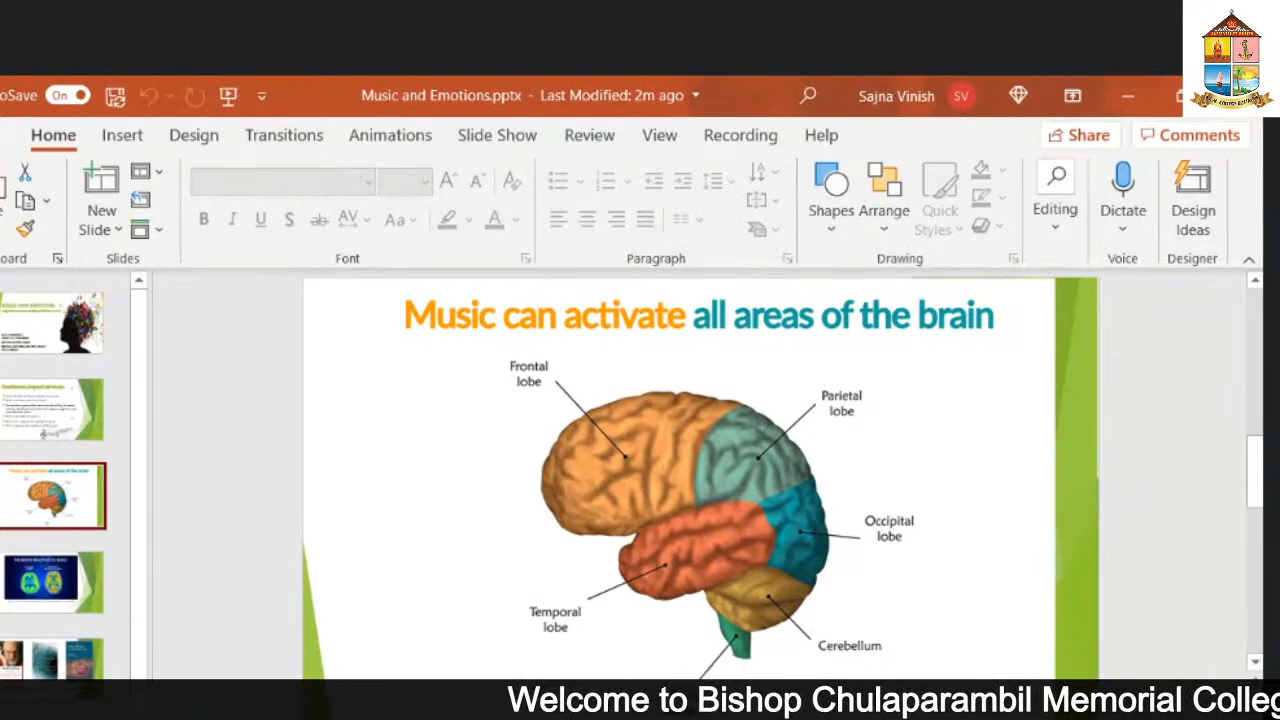 oSave On Music and Emotions.pptx - Last Modified: 2m ago Sajna Vinish SV
Home Insert Design Transitions Animations Slide Show Review View Recording Help Share Comments
New
Slide
Shapes Arrange Quick
Styles
Editing Dictate Design
Ideas
oard Slides Font Paragraph Drawing Voice Designer
Music can activate all areas of the brain
Frontal
lobe
Parietal
lobe
Occipital
lobe
Temporal
lobe
Cerebellum
Welcome to Bishop Chulaparambil Memorial Colleg